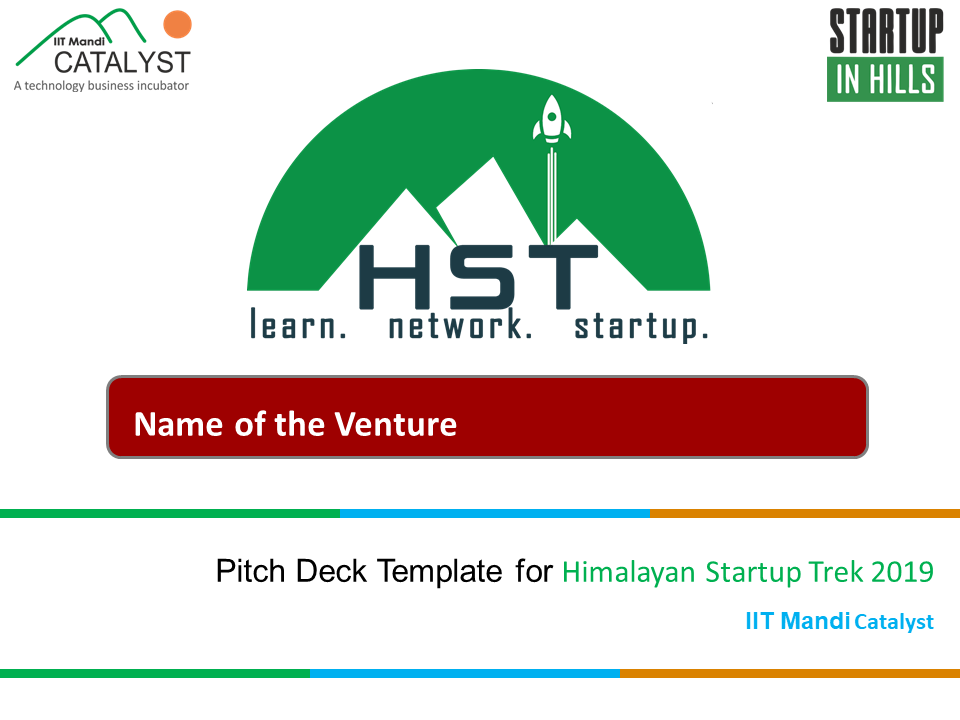 IIT Mandi
CATALYST
A technology business incubator
STARTUP
IN HILLS
HST
learn. network. startup.
Name of the Venture
Pitch Deck Template for Himalayan Startup Trek 2019
IIT Mandi Catalyst